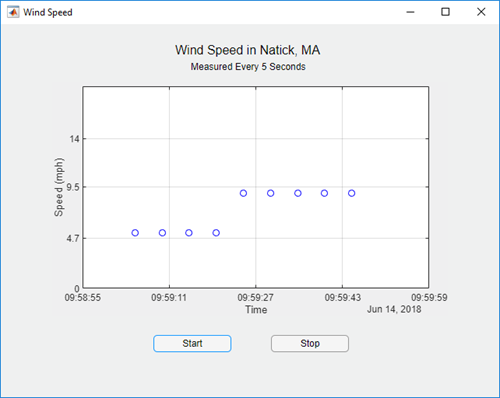 Wind Speed
Wind Speed in Natick, MA
Measured Every 5 Seconds
14
9.5
4.7
0
Speed (mph)
09:58:55 09:59:11 09:59:27 09:59:43 09:59:59
Time
Jun 14, 2018
Start Stop